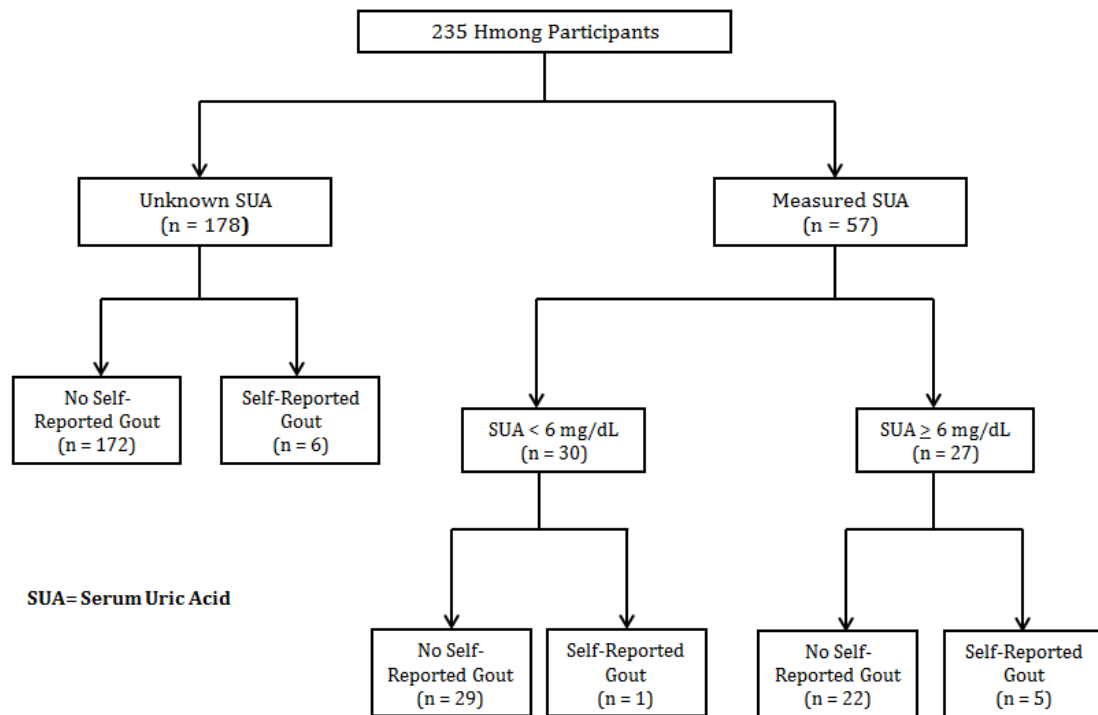 235 Hmong Participants
Unknown SUA
(n = 178)
Measured SUA
(n = 57)
No Self-
Reported Gout
(n = 172)
Self-Reported
Gout
(n = 6)
SUA < 6 mg/dL
(n = 30)
SUA ≥ 6 mg/dL
(n = 27)
SUA= Serum Uric Acid
No Self-
Reported Gout
(n = 29)
Self-Reported
Gout
(n = 1)
No Self-
Reported Gout
(n = 22)
Self-Reported
Gout
(n = 5)